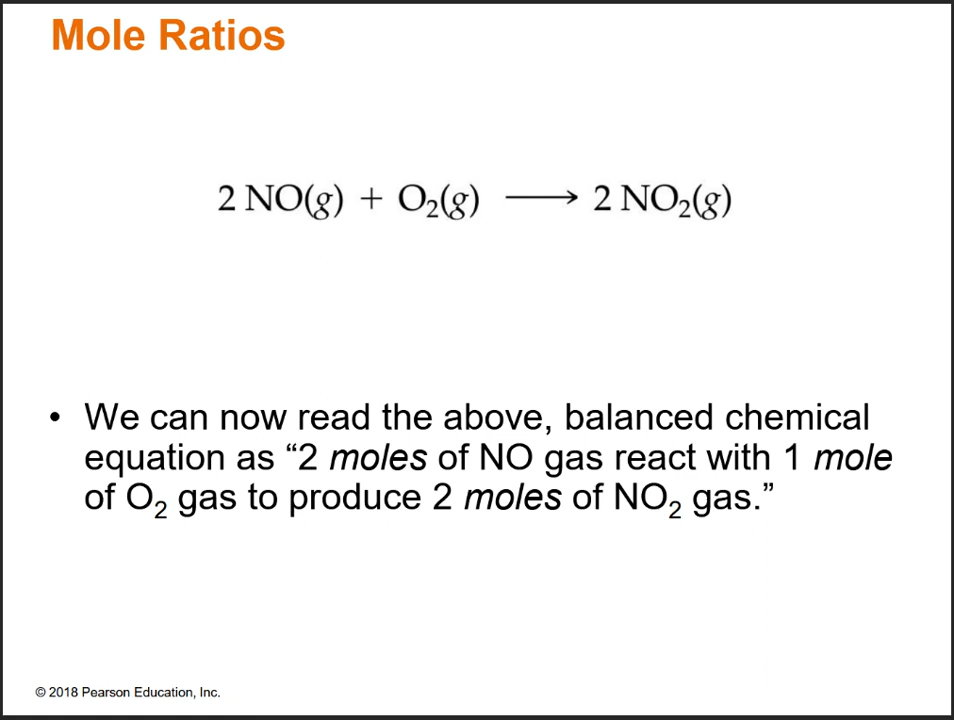 Mole Ratios
2 NO(g) + O₂(g) ⟶ 2 NO₂(g)
• We can now read the above, balanced chemical
equation as “2 moles of NO gas react with 1 mole
of O₂ gas to produce 2 moles of NO₂ gas.”
© 2018 Pearson Education, Inc.